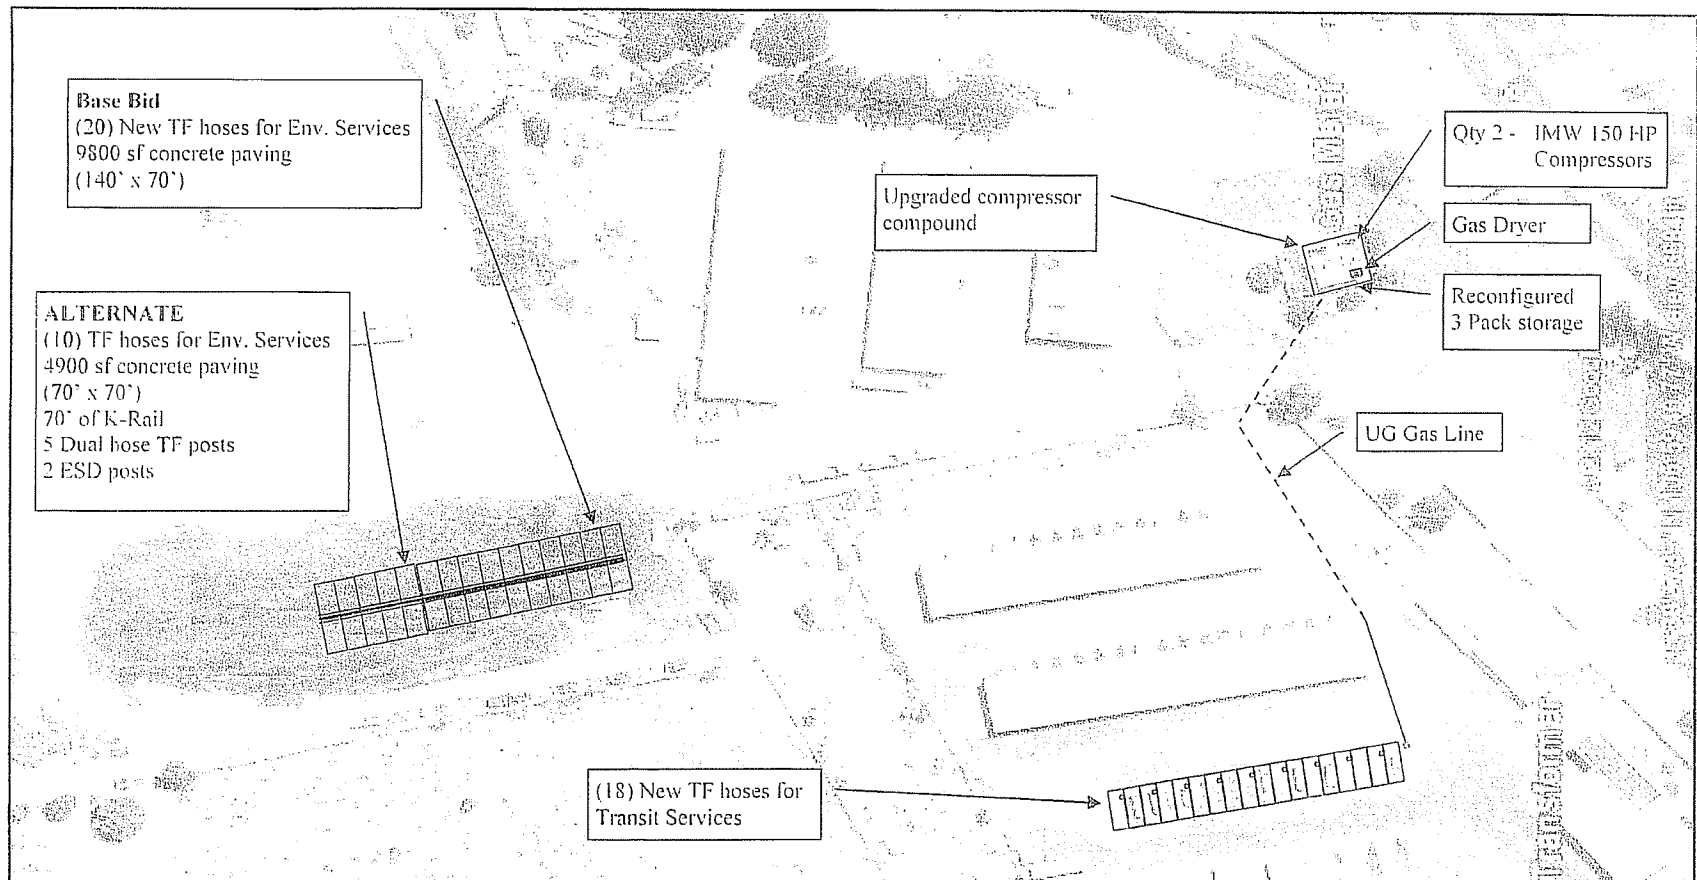 Base Bid
(20) New TF hoses for Env. Services
9800 sf concrete paving
(140' x 70')
Qty 2 - IMW 150 HP
Compressors
Upgraded compressor
compound
Gas Dryer
Reconfigured
3 Pack storage
ALTERNATE
(10) TF hoses for Env. Services
4900 sf concrete paving
(70' x 70')
70' of K-Rail
5 Dual hose TF posts
2 ESD posts
UG Gas Line
(18) New TF hoses for
Transit Services
Gas Meter
Transformer